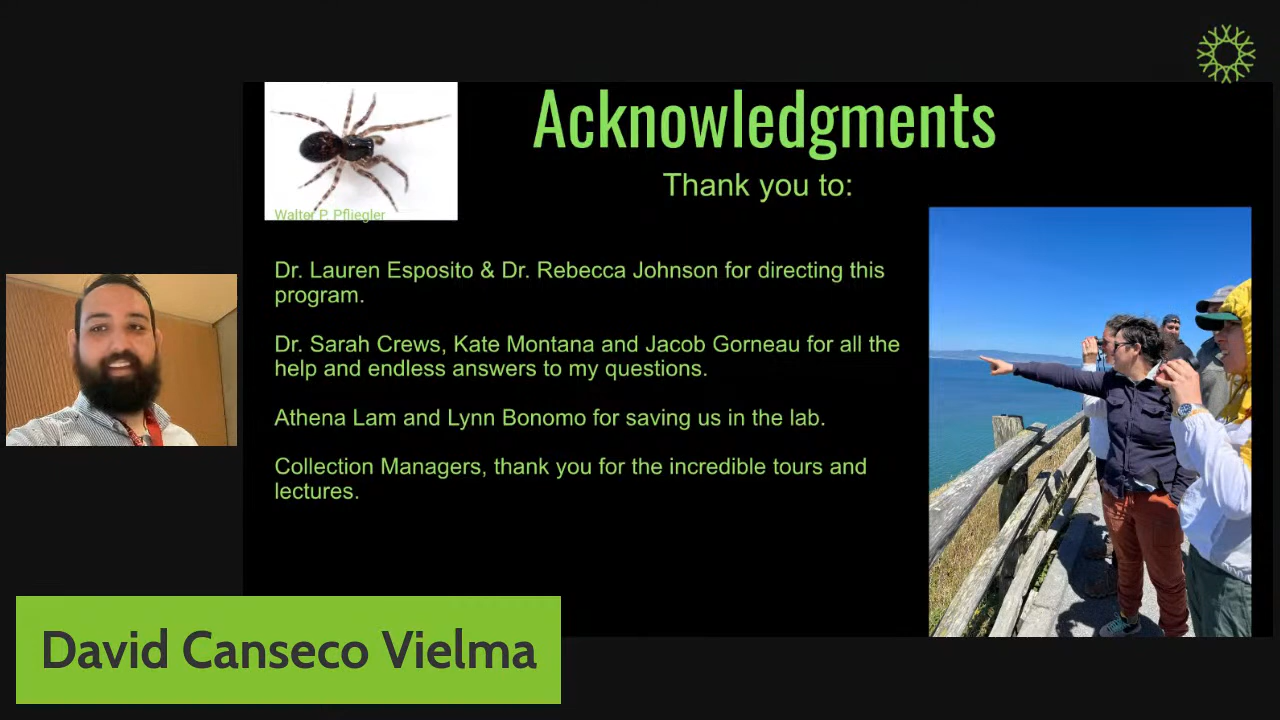 Acknowledgments
Thank you to:
Walter P. Pfliegler
Dr. Lauren Esposito & Dr. Rebecca Johnson for directing this
program.
Dr. Sarah Crews, Kate Montana and Jacob Gorneau for all the
help and endless answers to my questions.
Athena Lam and Lynn Bonomo for saving us in the lab.
Collection Managers, thank you for the incredible tours and
lectures.
David Canseco Vielma